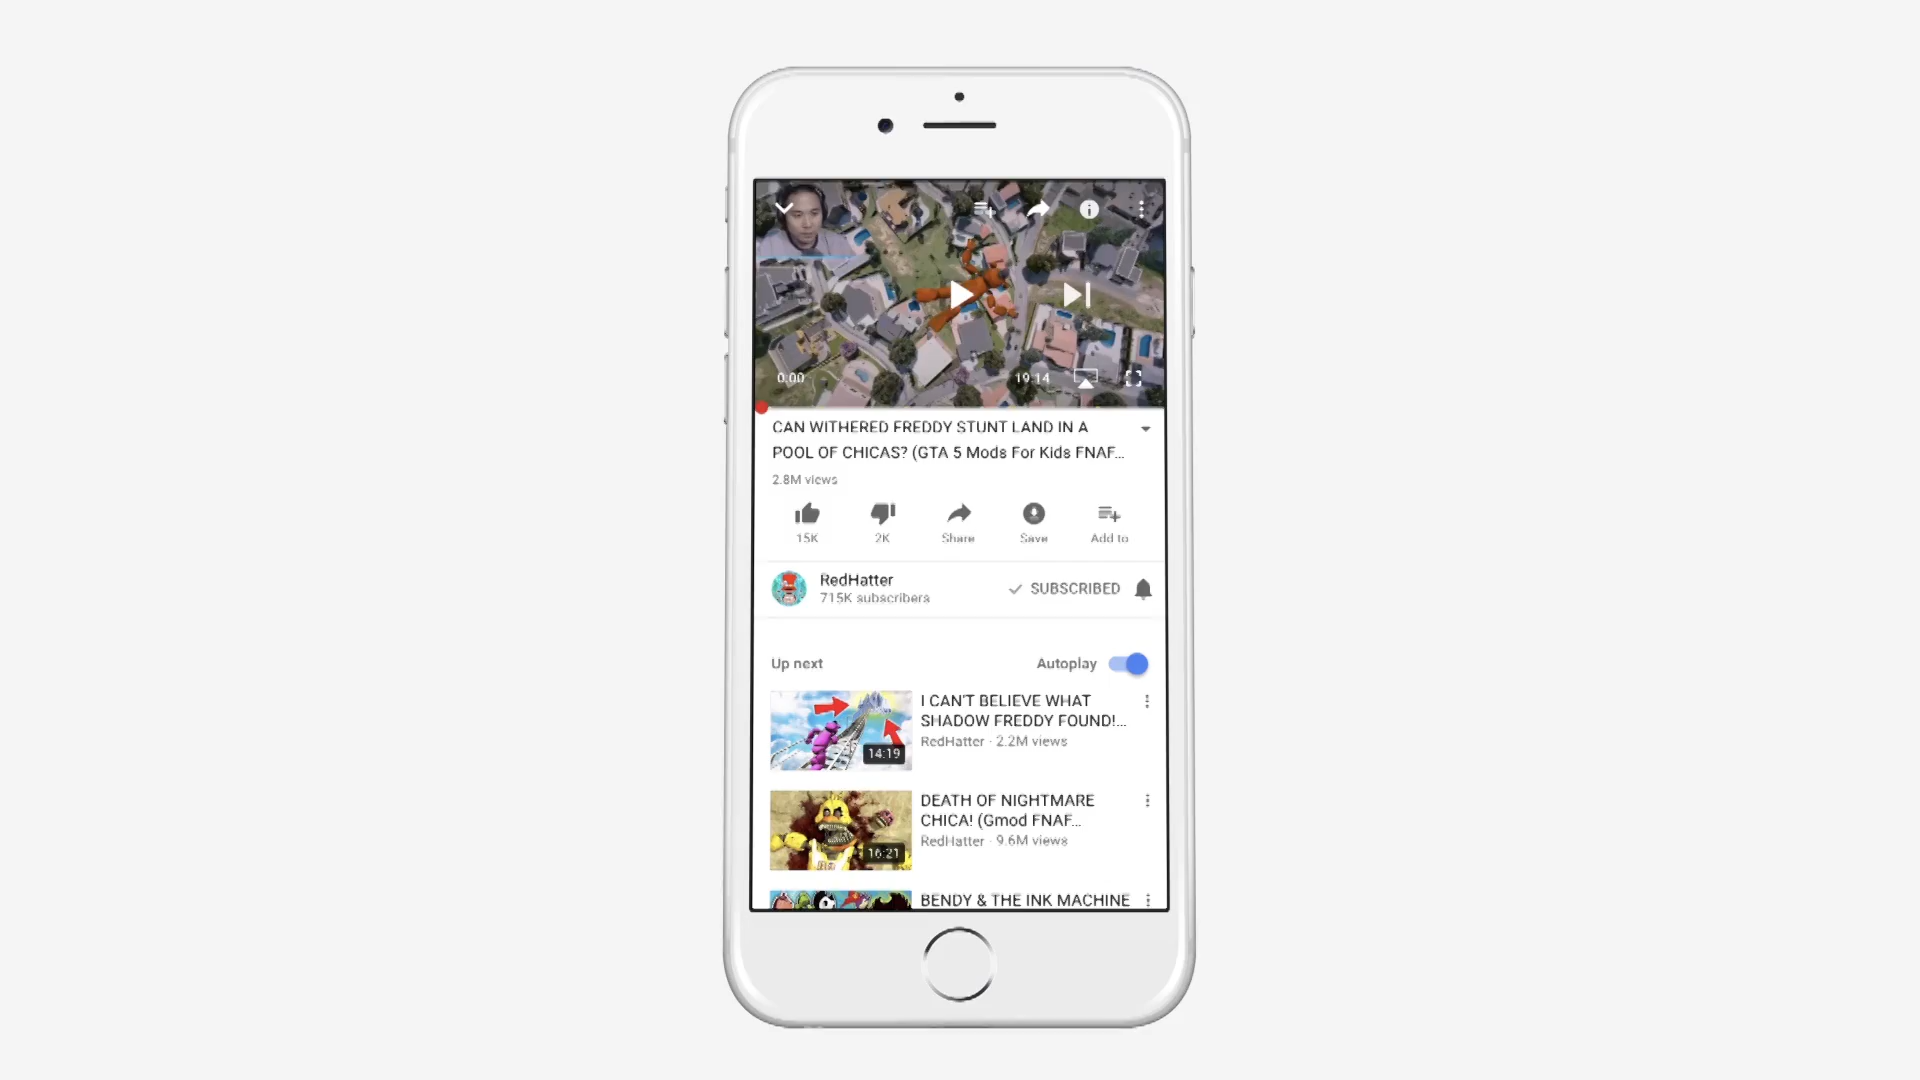 0:00
19:14
CAN WITHERED FREDDY STUNT LAND IN A
POOL OF CHICAS? (GTA 5 Mods For Kids FNAF...
2.8M views
15K
2K
Share
Save
Add to
RedHatter
715K subscribers
SUBSCRIBED
Up next
Autoplay
I CAN'T BELIEVE WHAT
SHADOW FREDDY FOUND!...
RedHatter · 2.2M views
14:19
DEATH OF NIGHTMARE
CHICA! (Gmod FNAF...
RedHatter · 9.6M views
16:21
BENDY & THE INK MACHINE